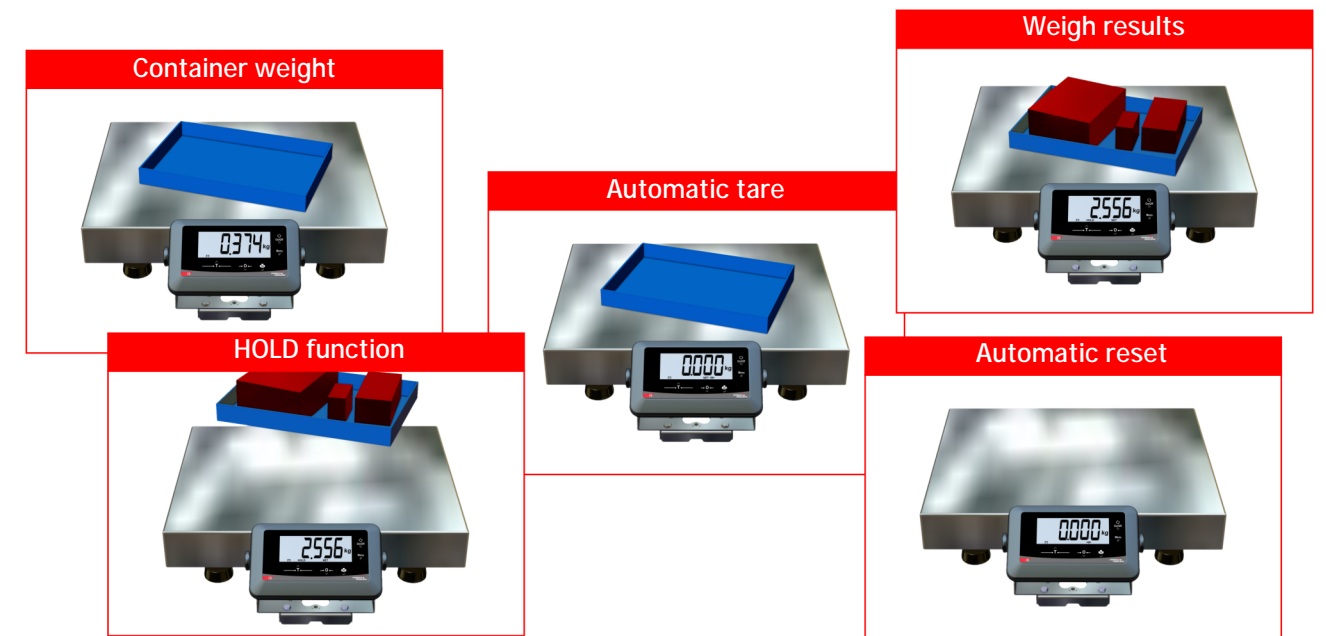 Container weight
0.374 kg
Automatic tare
0.000 kg
Weigh results
2.556 kg
HOLD function
2.556 kg
Automatic reset
0.000 kg